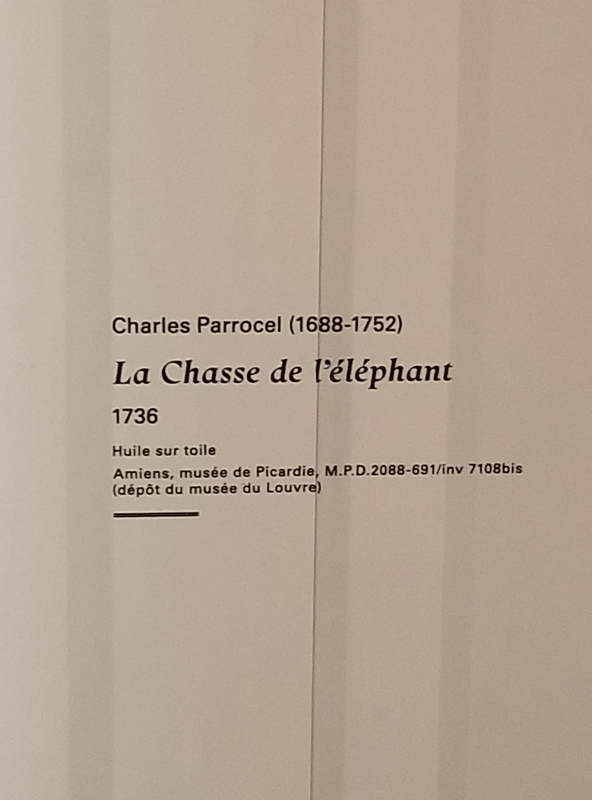 Charles Parrocel (1688-1752)
La Chasse de l'éléphant
1736
Huile sur toile
Amiens, musée de Picardie, M.P.D.2088-691/inv 7108bis
(dépôt du musée du Louvre)